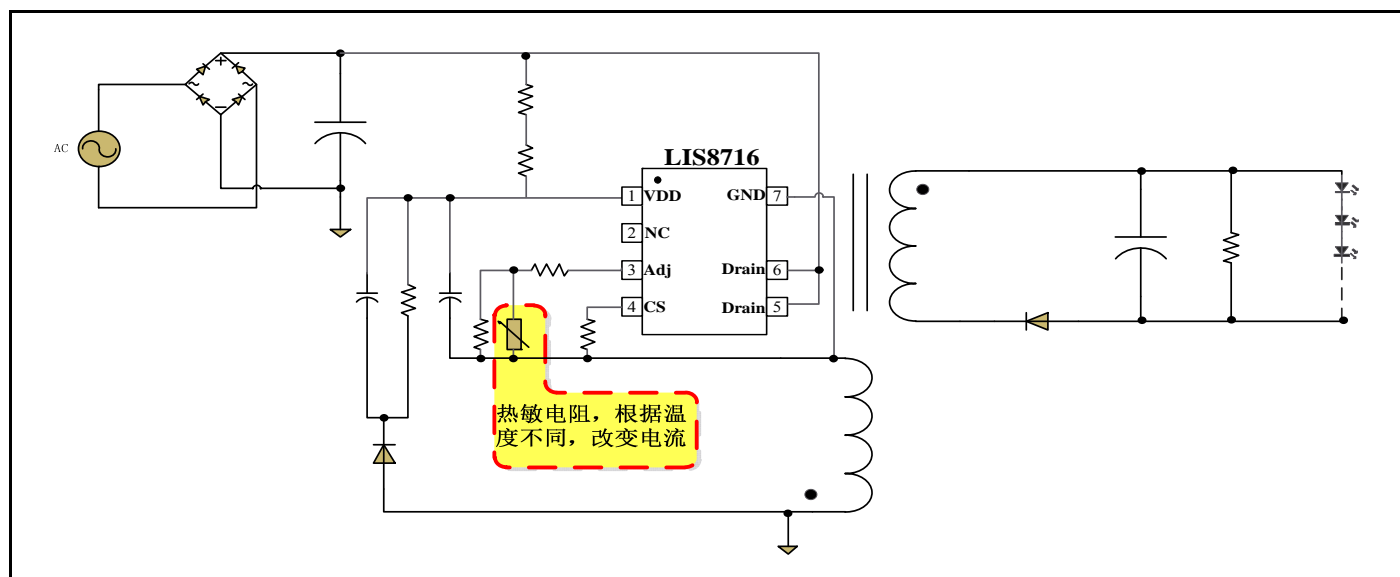 AC
LIS8716
1 VDD
GND 7
2 NC
3 Adj
Drain 6
4 CS
Drain 5
热敏电阻，根据温
度不同，改变电流